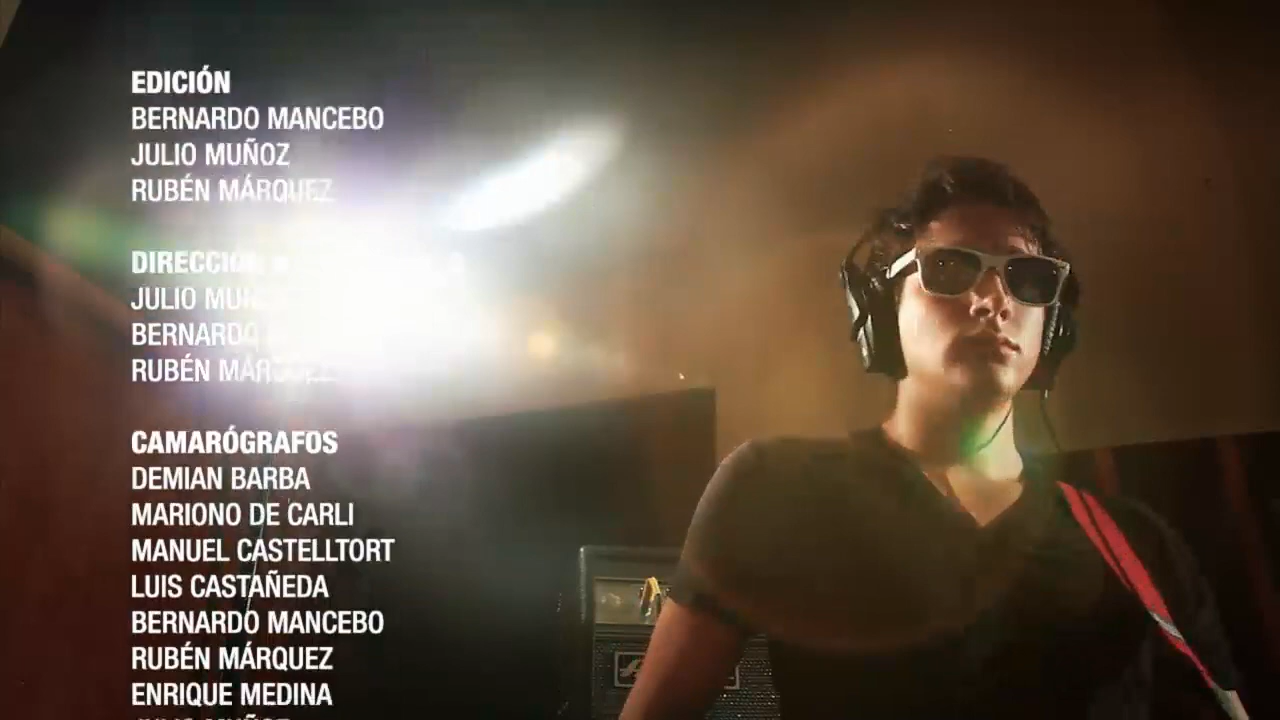 EDICIÓN
BERNARDO MANCEBO
JULIO MUÑOZ
RUBÉN MÁRQUEZ
JULIO
BERNARDO
RUBÉN MÁRQUEZ
CAMARÓGRAFOS
DEMIAN BARBA
MARIONO DE CARLI
MANUEL CASTELLTORT
LUIS CASTAÑEDA
BERNARDO MANCEBO
RUBÉN MÁRQUEZ
ENRIQUE MEDINA